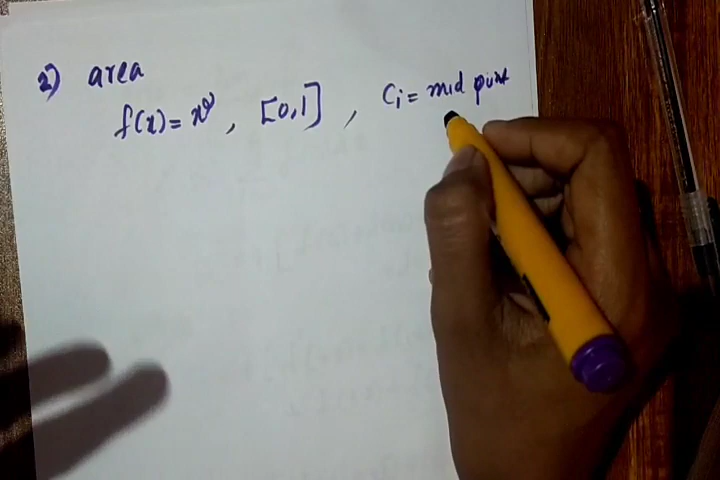 2) area
f(x) = x², [0,1], Ci = mid point